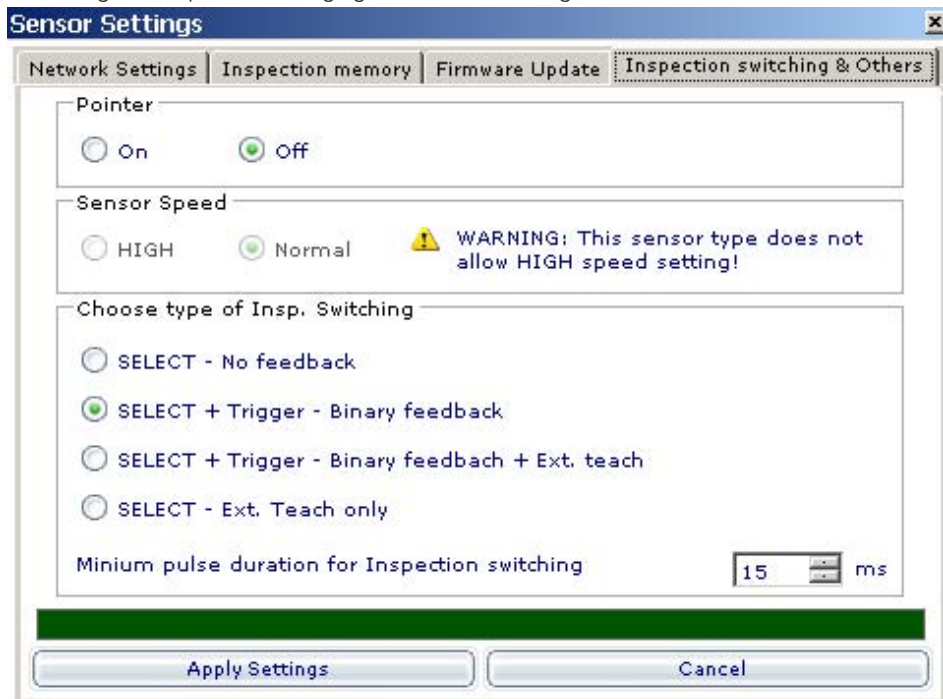 Sensor Settings
Network Settings Inspection memory Firmware Update Inspection switching & Others
Pointer
On Off
Sensor Speed
HIGH Normal WARNING: This sensor type does not
allow HIGH speed setting!
Choose type of Insp. Switching
SELECT - No feedback
SELECT + Trigger - Binary feedback
SELECT + Trigger - Binary feedbach + Ext. teach
SELECT - Ext. Teach only
Minium pulse duration for Inspection switching 15 ms
Apply Settings Cancel